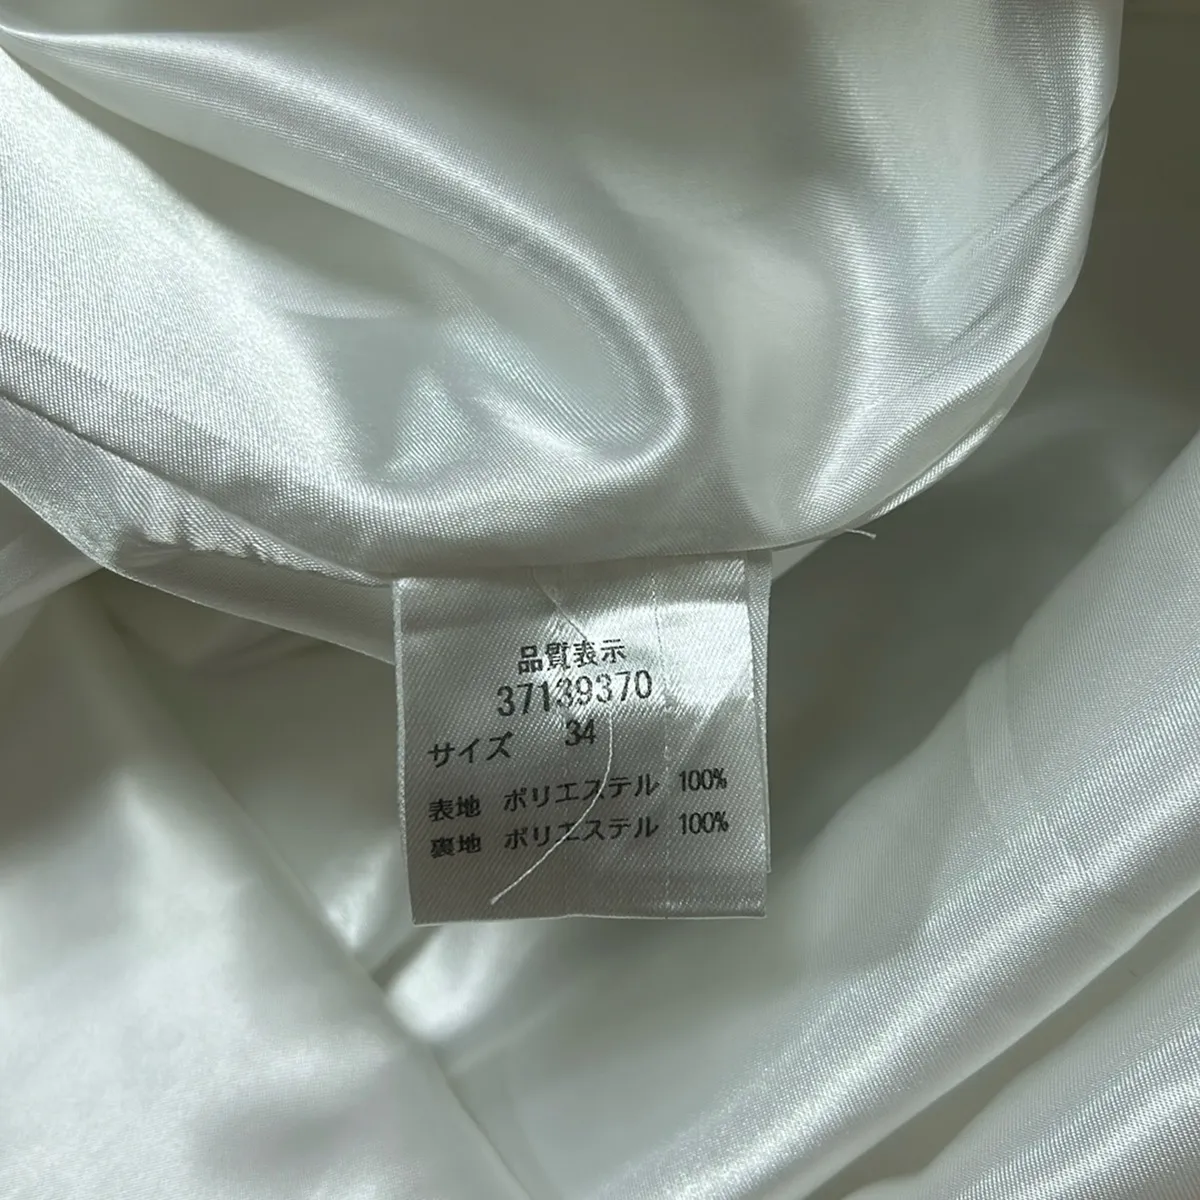 品質表示
37139370
サイズ 34
表地 ポリエステル 100%
裏地 ポリエステル 100%